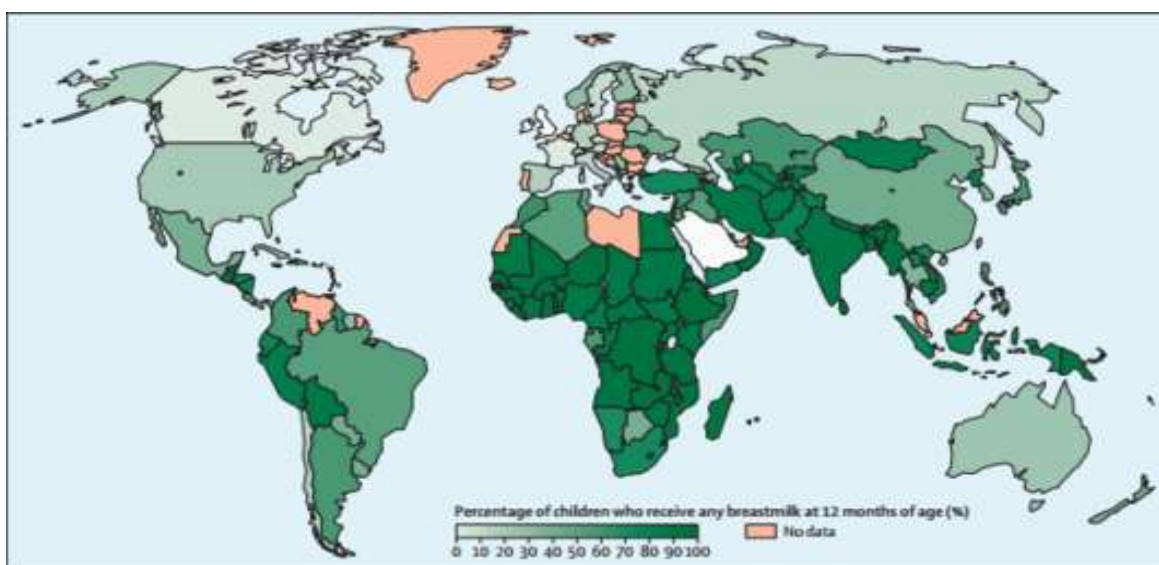 Percentage of children who receive any breastmilk at 12 months of age (%)
0 10 20 30 40 50 60 70 80 90 100
No data